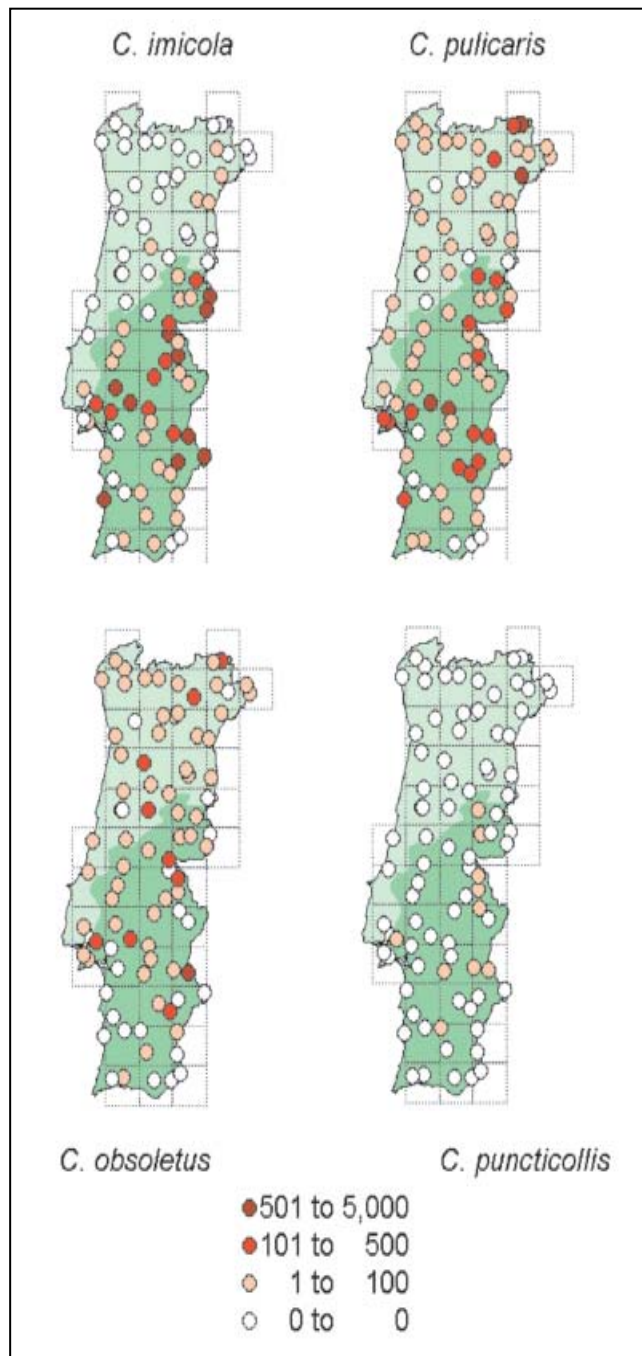 C. imicola C. pulicaris
C. obsoletus C. puncticollis
501 to 5,000
101 to 500
1 to 100
0 to 0